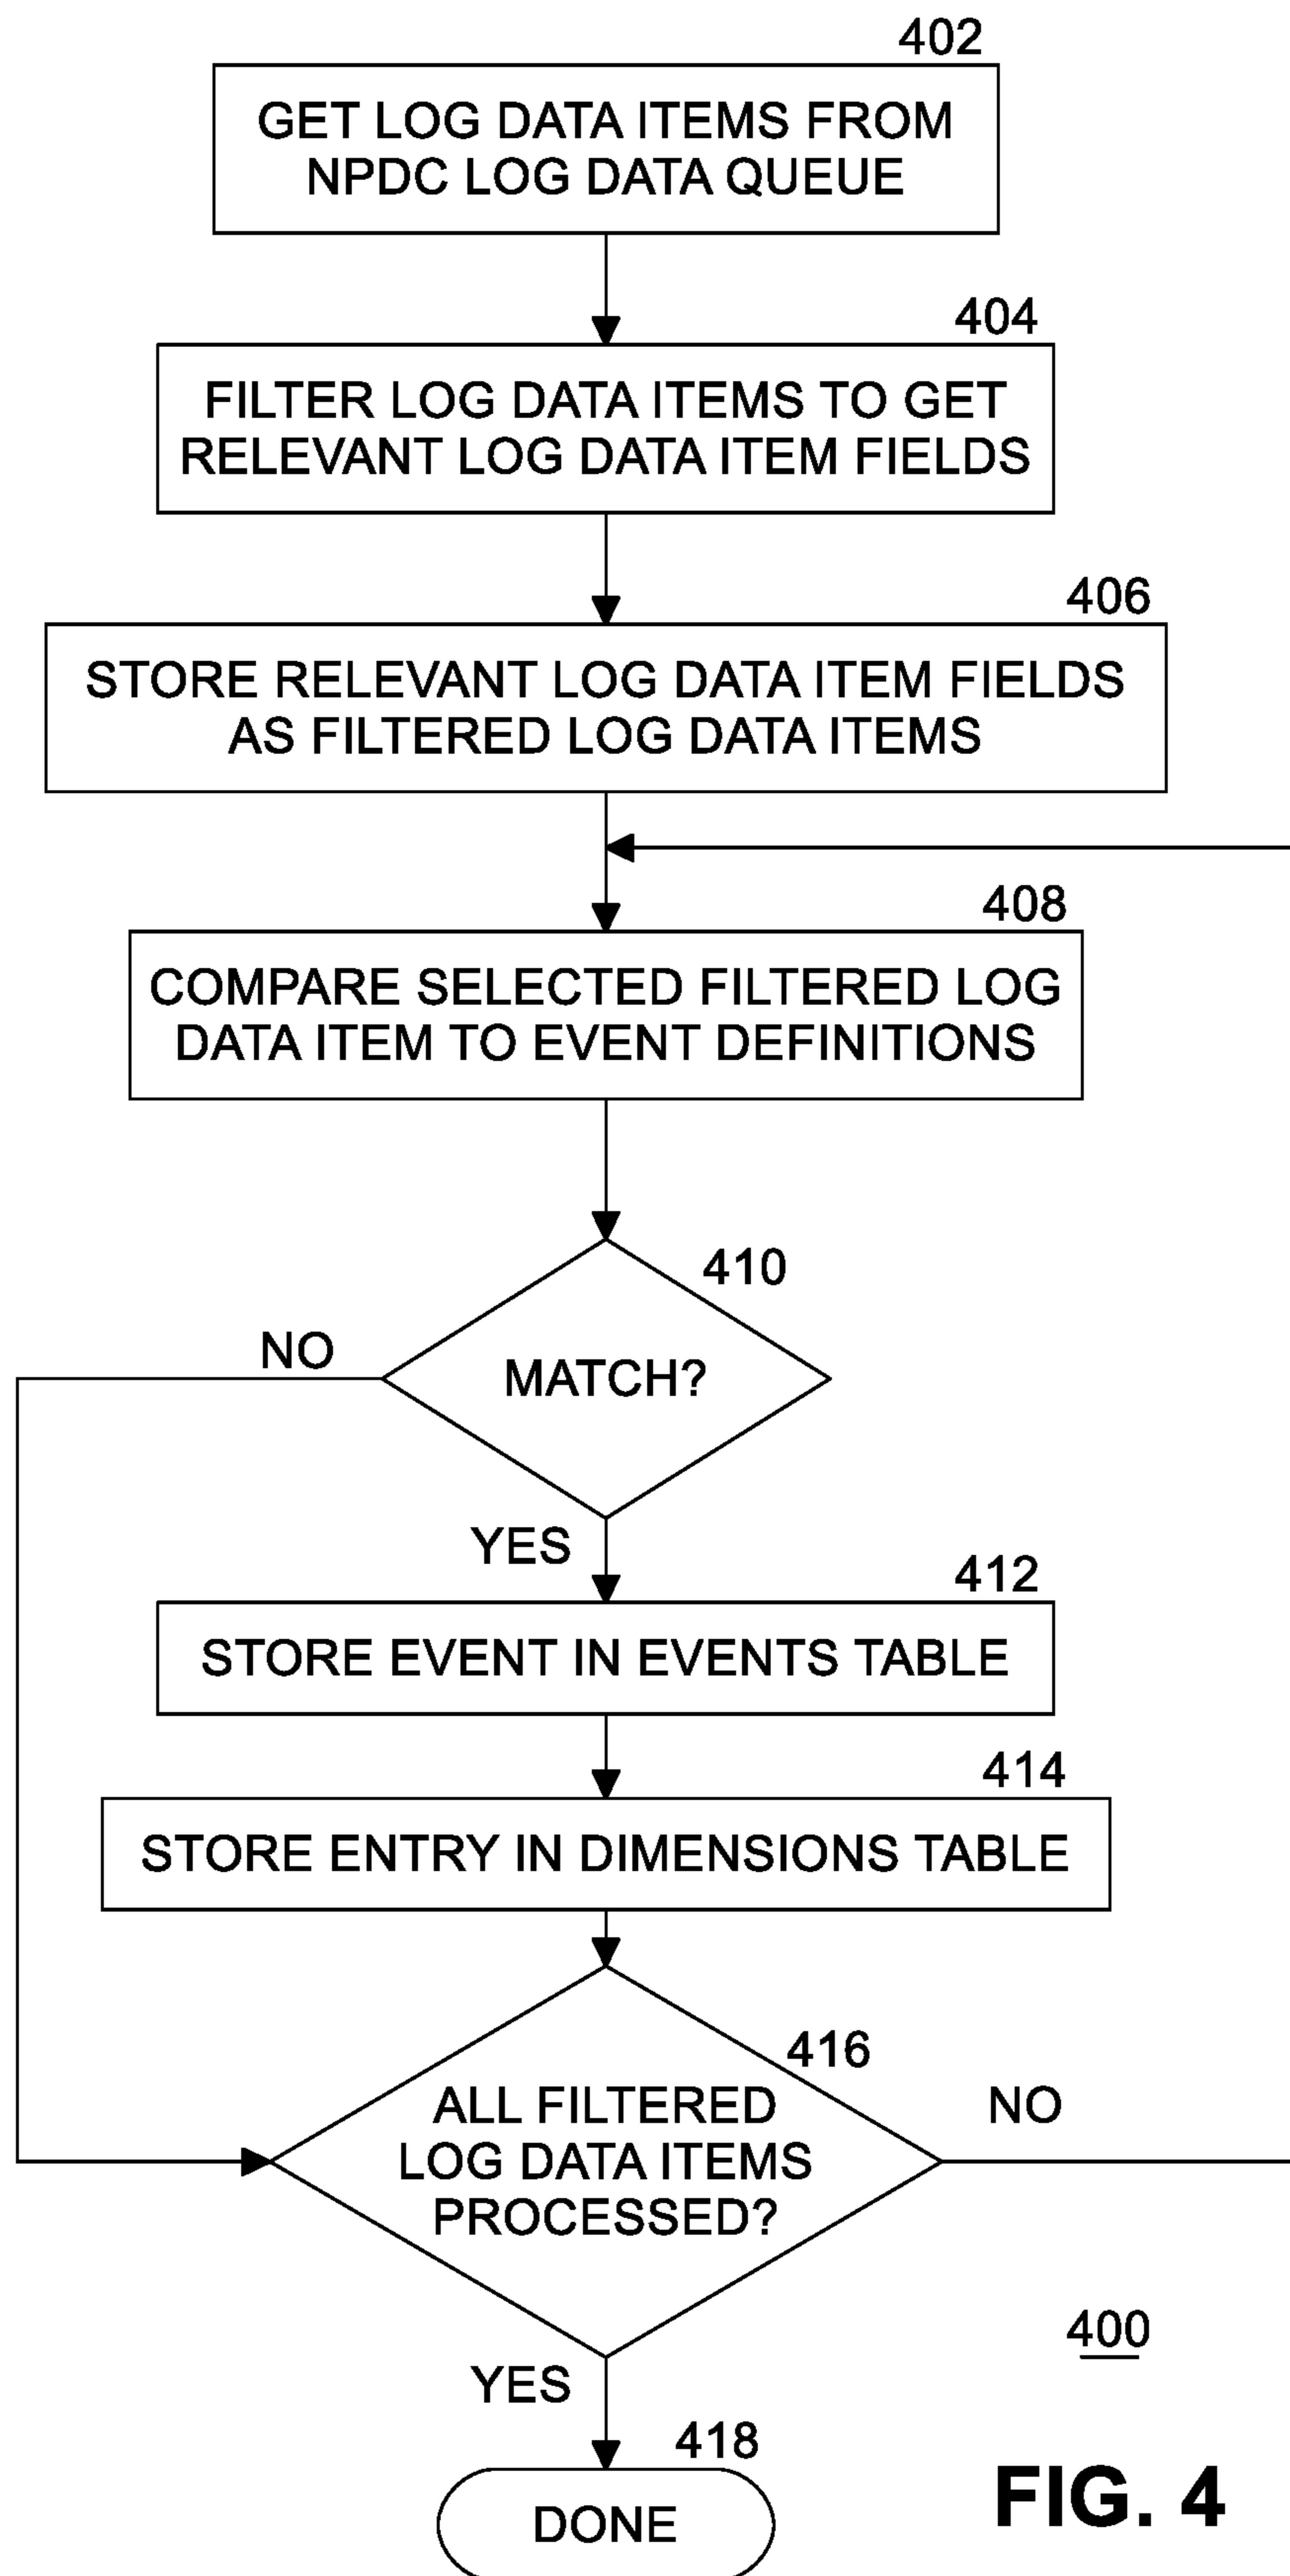 402
GET LOG DATA ITEMS FROM
NPDC LOG DATA QUEUE
404
FILTER LOG DATA ITEMS TO GET
RELEVANT LOG DATA ITEM FIELDS
406
STORE RELEVANT LOG DATA ITEM FIELDS
AS FILTERED LOG DATA ITEMS
408
COMPARE SELECTED FILTERED LOG
DATA ITEM TO EVENT DEFINITIONS
410
NO
MATCH?
YES
412
STORE EVENT IN EVENTS TABLE
414
STORE ENTRY IN DIMENSIONS TABLE
416
ALL FILTERED
LOG DATA ITEMS
PROCESSED?
NO
YES
400
418
DONE
FIG. 4